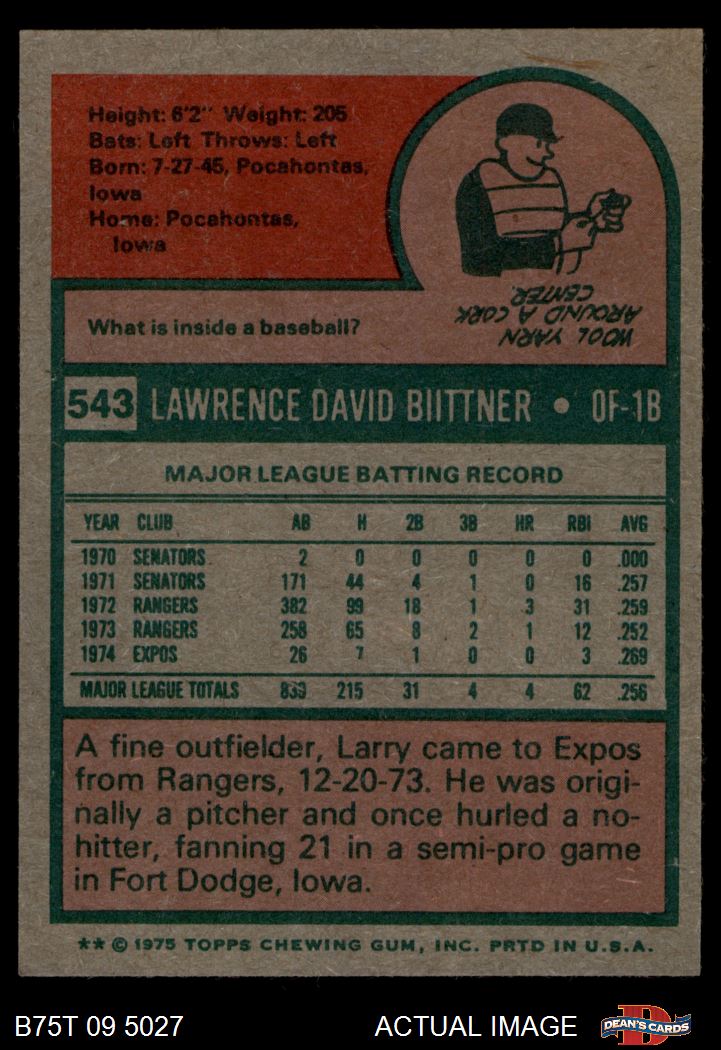 Height: 6'2" Weight: 205
Bats: Left Throws: Left
Born: 7-27-45, Pocahontas,
Iowa
Home: Pocahontas,
Iowa
What is inside a baseball?
WOOL YARN
AROUND A CORK
CENTER.
543 LAWRENCE DAVID BIITTNER • OF-1B
MAJOR LEAGUE BATTING RECORD
YEAR CLUB AB H 2B 3B HR RBI AVG
1970 SENATORS 2 0 0 0 0 0 .000
1971 SENATORS 171 44 4 1 0 16 .257
1972 RANGERS 382 99 18 1 3 31 .259
1973 RANGERS 258 65 8 2 1 12 .252
1974 EXPOS 26 7 1 0 0 3 .269
MAJOR LEAGUE TOTALS 839 215 31 4 4 62 .256
A fine outfielder, Larry came to Expos
from Rangers, 12-20-73. He was origi-
nally a pitcher and once hurled a no-
hitter, fanning 21 in a semi-pro game
in Fort Dodge, Iowa.
** © 1975 TOPPS CHEWING GUM, INC. PRTD IN U.S.A.
B75T 09 5027 ACTUAL IMAGE DEAN'S CARDS